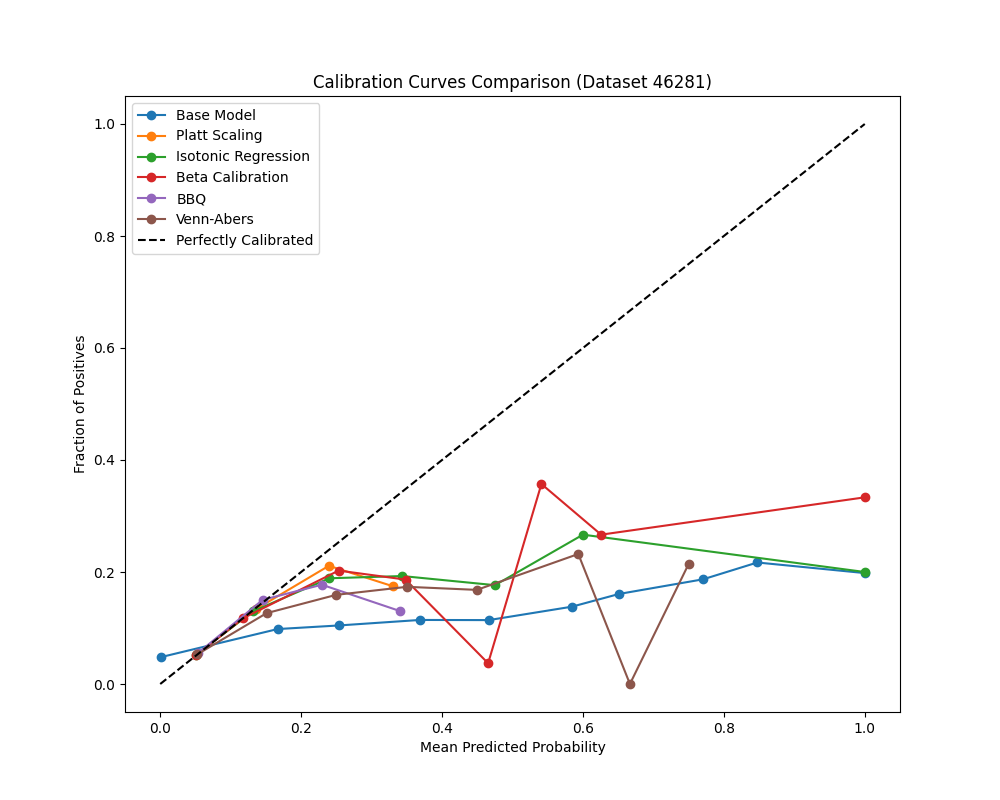 Calibration Curves Comparison (Dataset 46281)
Base Model
Platt Scaling
Isotonic Regression
Beta Calibration
BBQ
Venn-Abers
Perfectly Calibrated
1.0
0.8
0.6
0.4
0.2
0.0
Fraction of Positives
0.0 0.2 0.4 0.6 0.8 1.0
Mean Predicted Probability